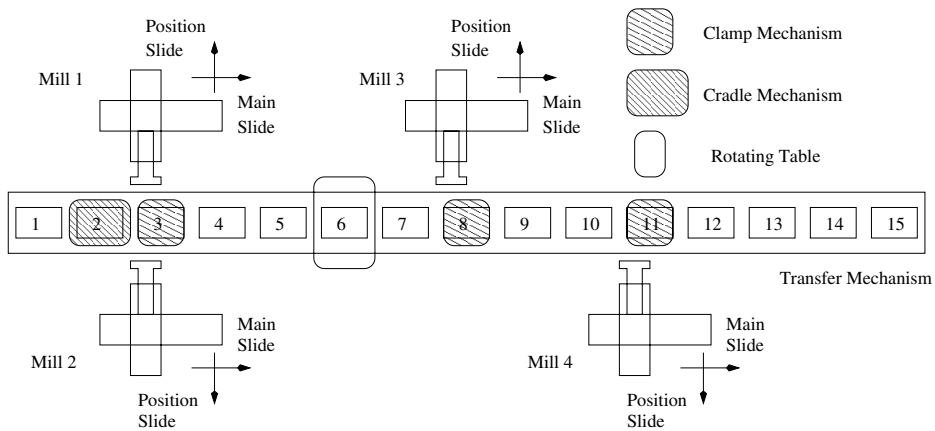 Position
Slide
Mill 1
Main
Slide
Position
Slide
Mill 3
Main
Slide
Clamp Mechanism
Cradle Mechanism
Rotating Table
1 2 3 4 5 6 7 8 9 10 11 12 13 14 15
Transfer Mechanism
Main
Slide
Mill 2
Position
Slide
Main
Slide
Mill 4
Position
Slide